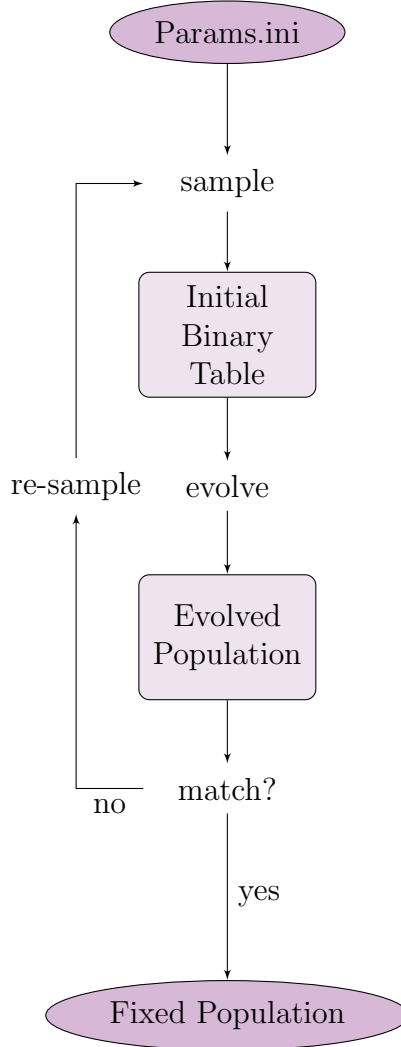 Params.ini
sample
Initial
Binary
Table
re-sample
evolve
Evolved
Population
match?
no
yes
Fixed Population